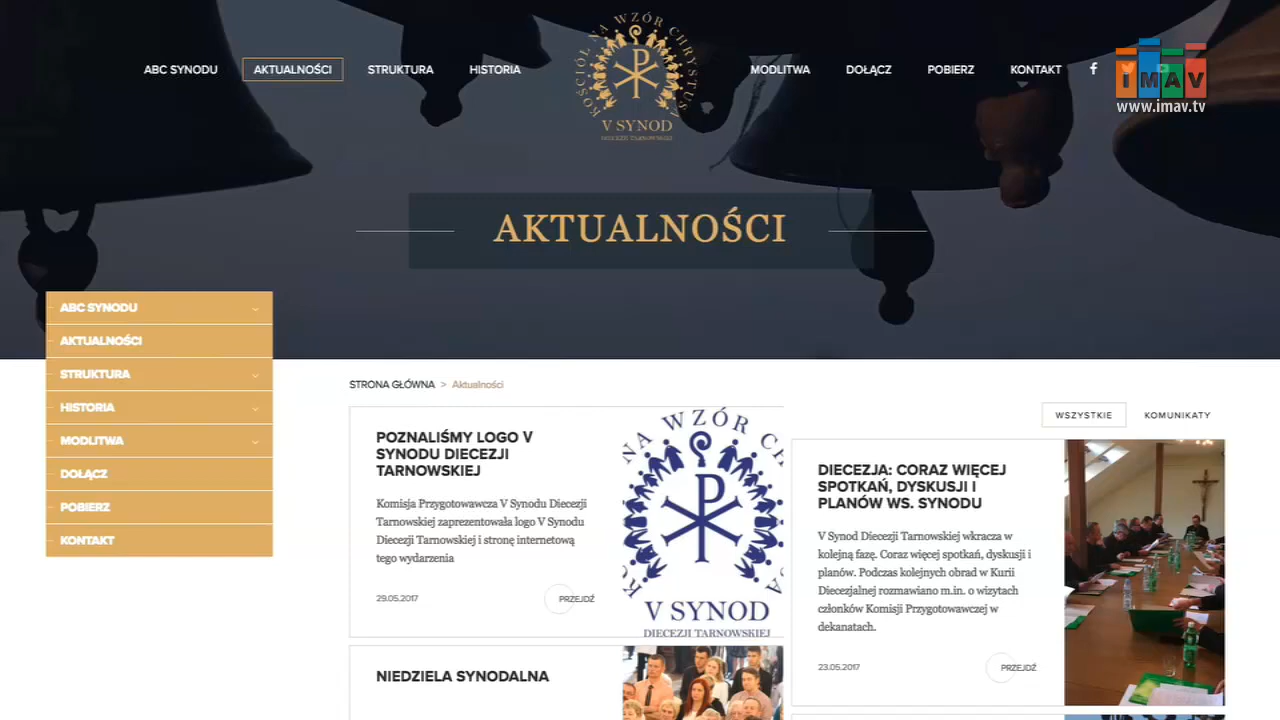 ABC SYNODU
AKTUALNOŚCI
STRUKTURA
HISTORIA
KOŚCIÓŁ NA WZÓR CHRYSTUSA
V SYNOD
DIECEZJI TARNOWSKIEJ
MODLITWA
DOŁĄCZ
POBIERZ
KONTAKT
IMAV
www.imav.tv
AKTUALNOŚCI
ABC SYNODU
AKTUALNOŚCI
STRUKTURA
HISTORIA
MODLITWA
DOŁĄCZ
POBIERZ
KONTAKT
STRONA GŁÓWNA > Aktualności
WSZYSTKIE
KOMUNIKATY
POZNALIŚMY LOGO V
SYNODU DIECEZJI
TARNOWSKIEJ
Komisja Przygotowawcza V Synodu Diecezji
Tarnowskiej zaprezentowała logo V Synodu
Diecezji Tarnowskiej i stronę internetową
tego wydarzenia
29.05.2017
PRZEJDŹ
NA WZÓR CH
V SYNOD
DIECEZJI TARNOWSKIEJ
DIECEZJA: CORAZ WIĘCEJ
SPOTKAŃ, DYSKUSJI I
PLANÓW WS. SYNODU
V Synod Diecezji Tarnowskiej wkracza w
kolejną fazę. Coraz więcej spotkań, dyskusji i
planów. Podczas kolejnych obrad w Kurii
Diecezjalnej rozmawiano m.in. o wizytach
członków Komisji Przygotowawczej w
dekanatach.
23.05.2017
PRZEJDŹ
NIEDZIELA SYNODALNA